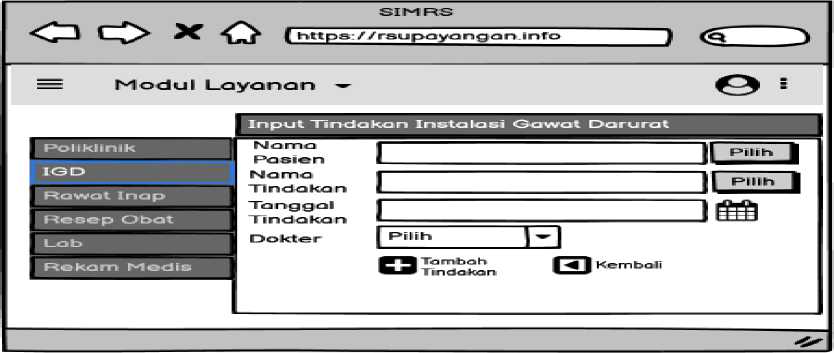 SIMRS
https://rsupayangan.info
Modul Layanan
Input Tindakan Instalasi Gawat Darurat
Poliklinik
IGD
Rawat Inap
Resep Obat
Lab
Rekam Medis
Nama
Pasien
Pilih
Nama
Tindakan
Pilih
Tanggal
Tindakan
Dokter
Pilih
Tambah
Tindakan
Kembali